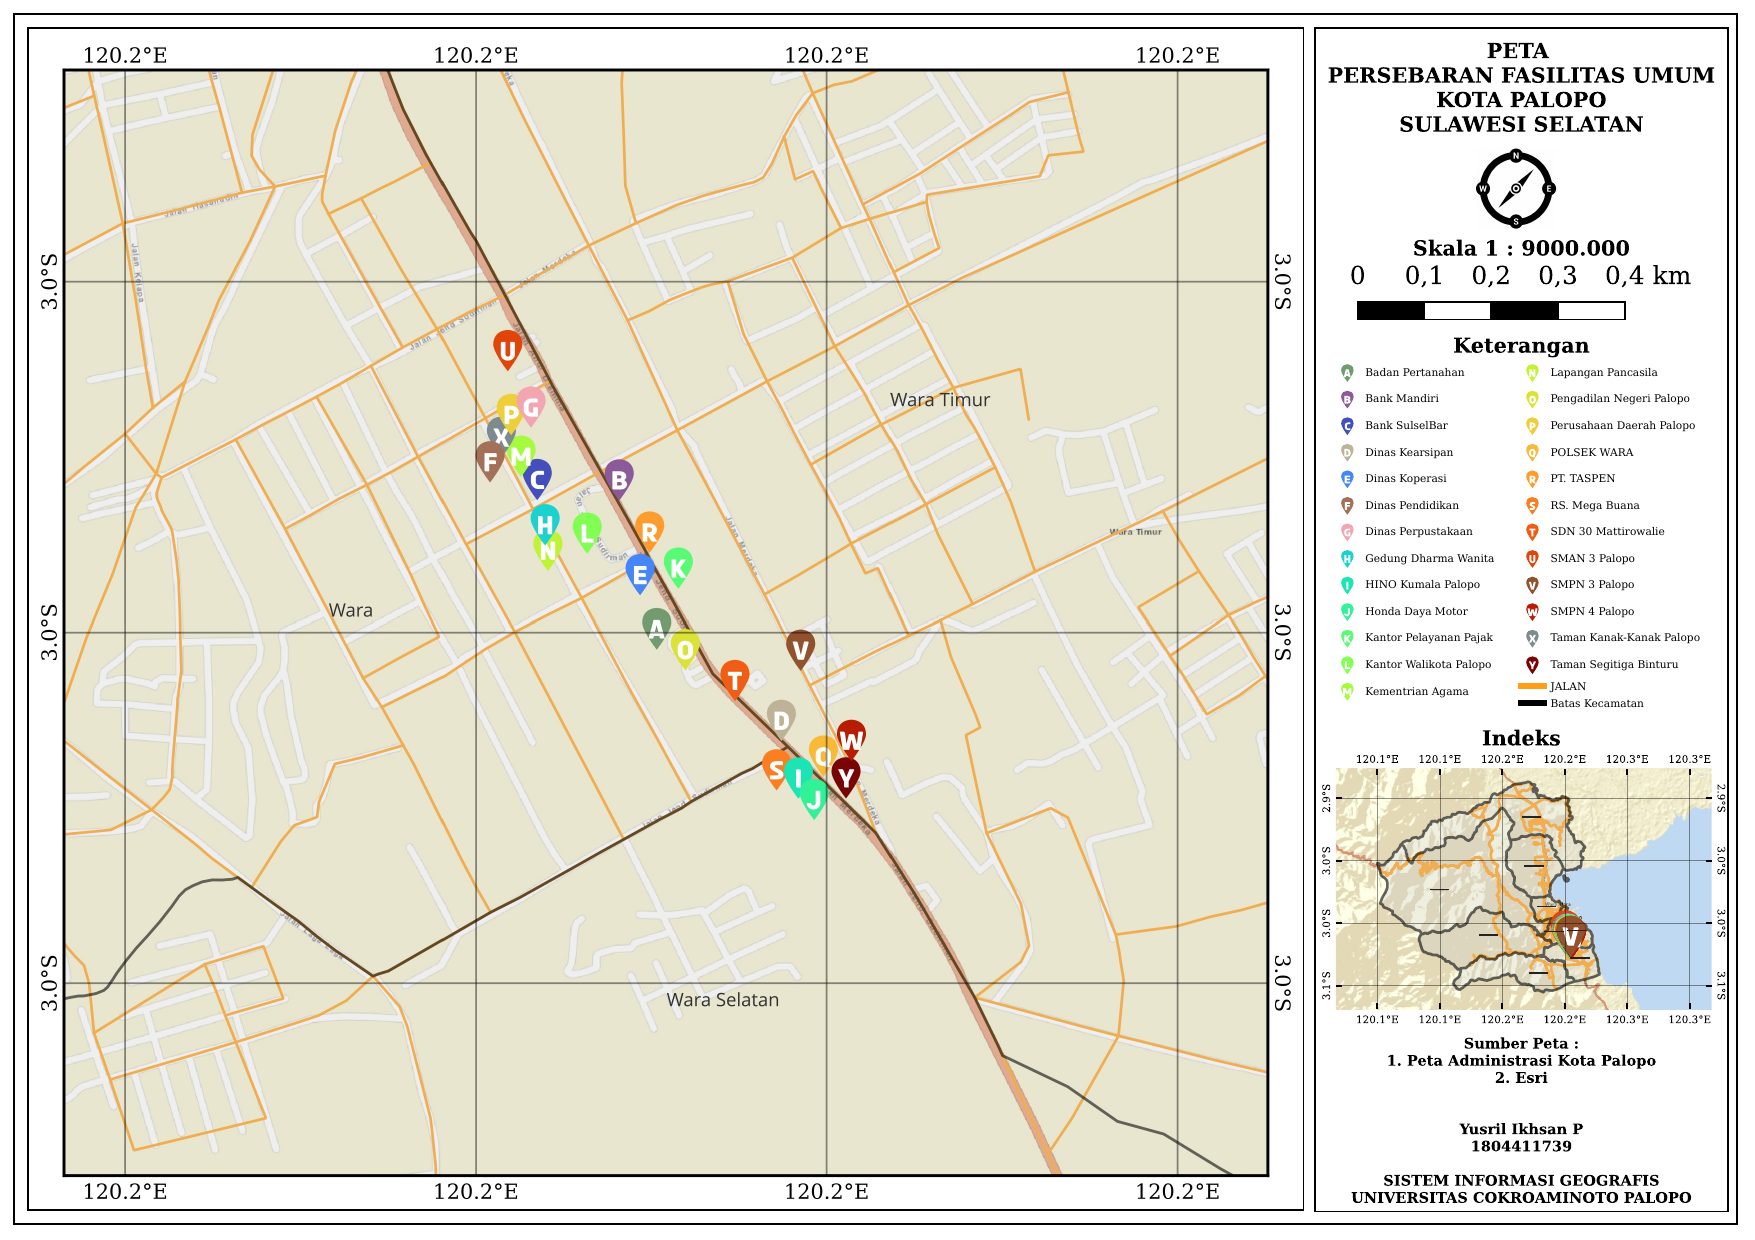 120.2°E 120.2°E 120.2°E 120.2°E
3.0°S 3.0°S
3.0°S 3.0°S
3.0°S 3.0°S
120.2°E 120.2°E 120.2°E 120.2°E
Jalan Hasanudin
Jalan Kelapa
Jalan Merdeka
Jalan Jend Sudirman
Jalan Merdeka
Wara Timur
Wara Timur
Wara
Wara Selatan
U
P
G
X
F
M
C
B
H
N
L
R
E
K
A
O
V
T
D
W
Q
S
I
Y
J
PETA
PERSEBARAN FASILITAS UMUM
KOTA PALOPO
SULAWESI SELATAN
N
W E
S
Skala 1 : 9000.000
0 0,1 0,2 0,3 0,4 km
Keterangan
A Badan Pertanahan
B Bank Mandiri
C Bank SulselBar
D Dinas Kearsipan
E Dinas Koperasi
F Dinas Pendidikan
G Dinas Perpustakaan
H Gedung Dharma Wanita
I HINO Kumala Palopo
J Honda Daya Motor
K Kantor Pelayanan Pajak
L Kantor Walikota Palopo
M Kementrian Agama
N Lapangan Pancasila
O Pengadilan Negeri Palopo
P Perusahaan Daerah Palopo
Q POLSEK WARA
R PT. TASPEN
S RS. Mega Buana
T SDN 30 Mattirowalie
U SMAN 3 Palopo
V SMPN 3 Palopo
W SMPN 4 Palopo
X Taman Kanak-Kanak Palopo
Y Taman Segitiga Binturu
JALAN
Batas Kecamatan
Indeks
120.1°E 120.1°E 120.2°E 120.2°E 120.3°E 120.3°E
2.9°S 2.9°S
3.0°S 3.0°S
3.0°S 3.0°S
3.1°S 3.1°S
V
120.1°E 120.1°E 120.2°E 120.2°E 120.3°E 120.3°E
Sumber Peta :
1. Peta Administrasi Kota Palopo
2. Esri
Yusril Ikhsan P
1804411739
SISTEM INFORMASI GEOGRAFIS
UNIVERSITAS COKROAMINOTO PALOPO